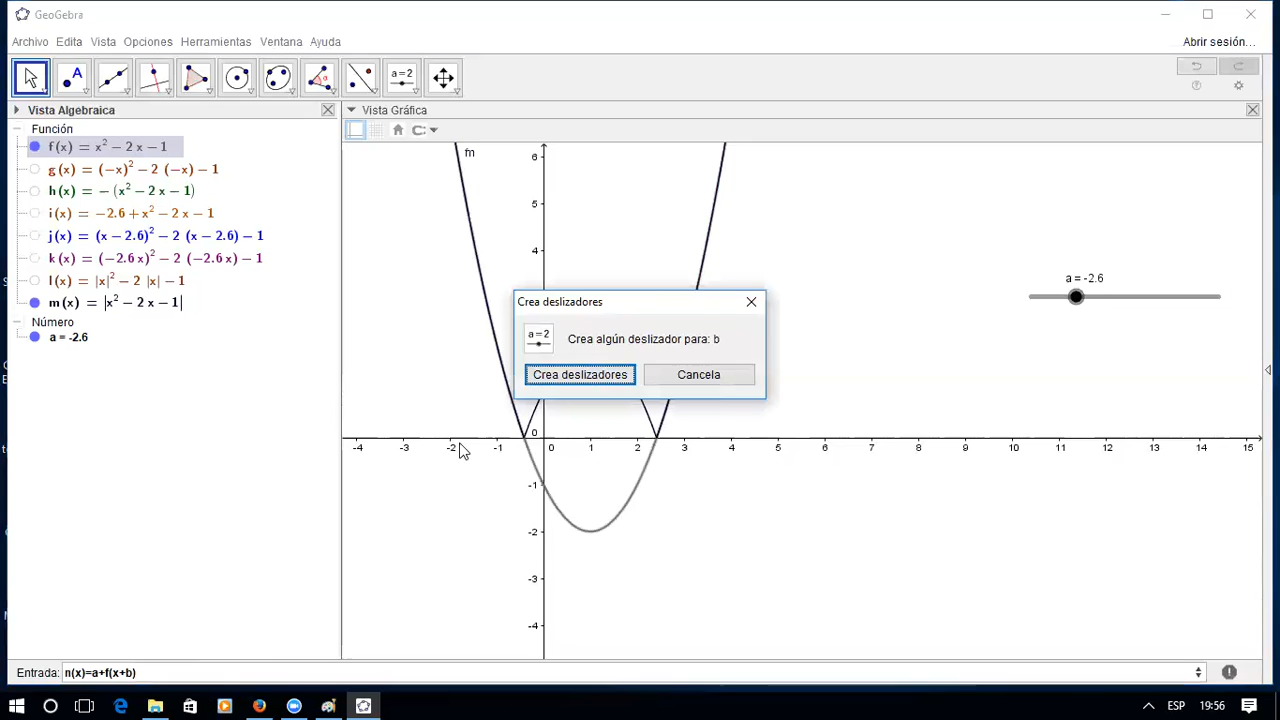 GeoGebra
Archivo Edita Vista Opciones Herramientas Ventana Ayuda
Abrir sesión...
A
α
a=2
Vista Algebraica
Vista Gráfica
Función
f(x) = x² − 2 x − 1
g(x) = (−x)² − 2 (−x) − 1
h(x) = − (x² − 2 x − 1)
i(x) = −2.6 + x² − 2 x − 1
j(x) = (x − 2.6)² − 2 (x − 2.6) − 1
k(x) = (−2.6 x)² − 2 (−2.6 x) − 1
l(x) = |x|² − 2 |x| − 1
m(x) = |x² − 2 x − 1|
Número
a = -2.6
fm
6
5
4
0
-1
-2
-3
-4
-4 -3 -2 -1 0 1 2 3 4 5 6 7 8 9 10 11 12 13 14 15
a = -2.6
Crea deslizadores
a=2
Crea algún deslizador para: b
Crea deslizadores
Cancela
Entrada: n(x)=a+f(x+b)
ESP 19:56